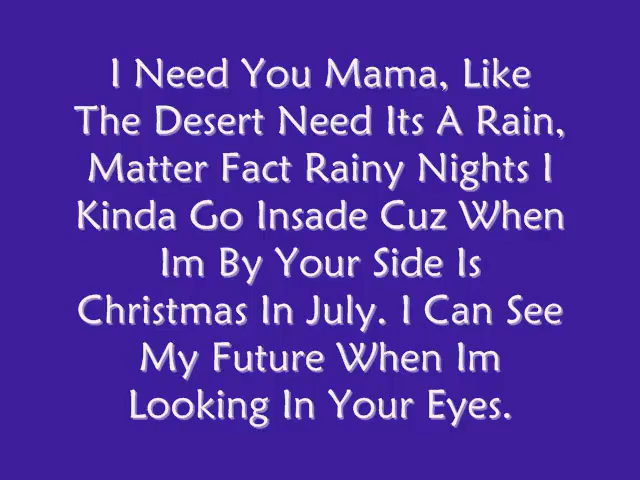 I Need You Mama, Like
The Desert Need Its A Rain,
Matter Fact Rainy Nights I
Kinda Go Insade Cuz When
Im By Your Side Is
Christmas In July. I Can See
My Future When Im
Looking In Your Eyes.